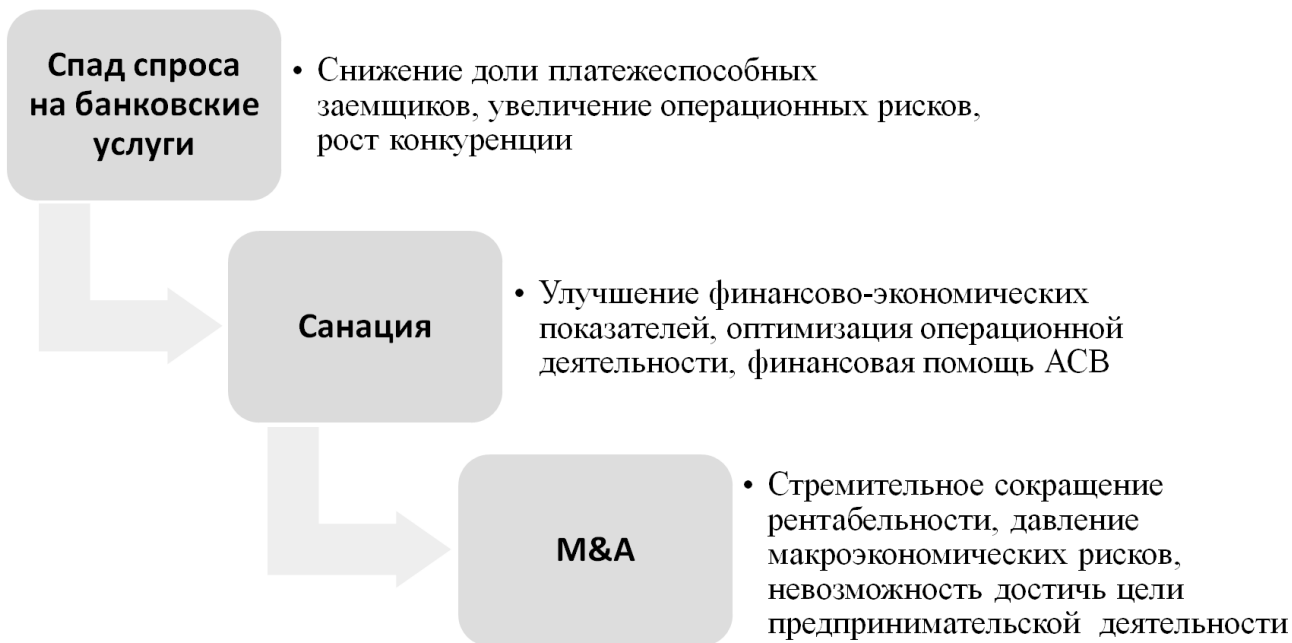 Спад спроса
на банковские
услуги
• Снижение доли платежеспособных
заемщиков, увеличение операционных рисков,
рост конкуренции
Санация
• Улучшение финансово-экономических
показателей, оптимизация операционной
деятельности, финансовая помощь АСВ
M&A
• Стремительное сокращение
рентабельности, давление
макроэкономических рисков,
невозможность достичь цели
предпринимательской деятельности